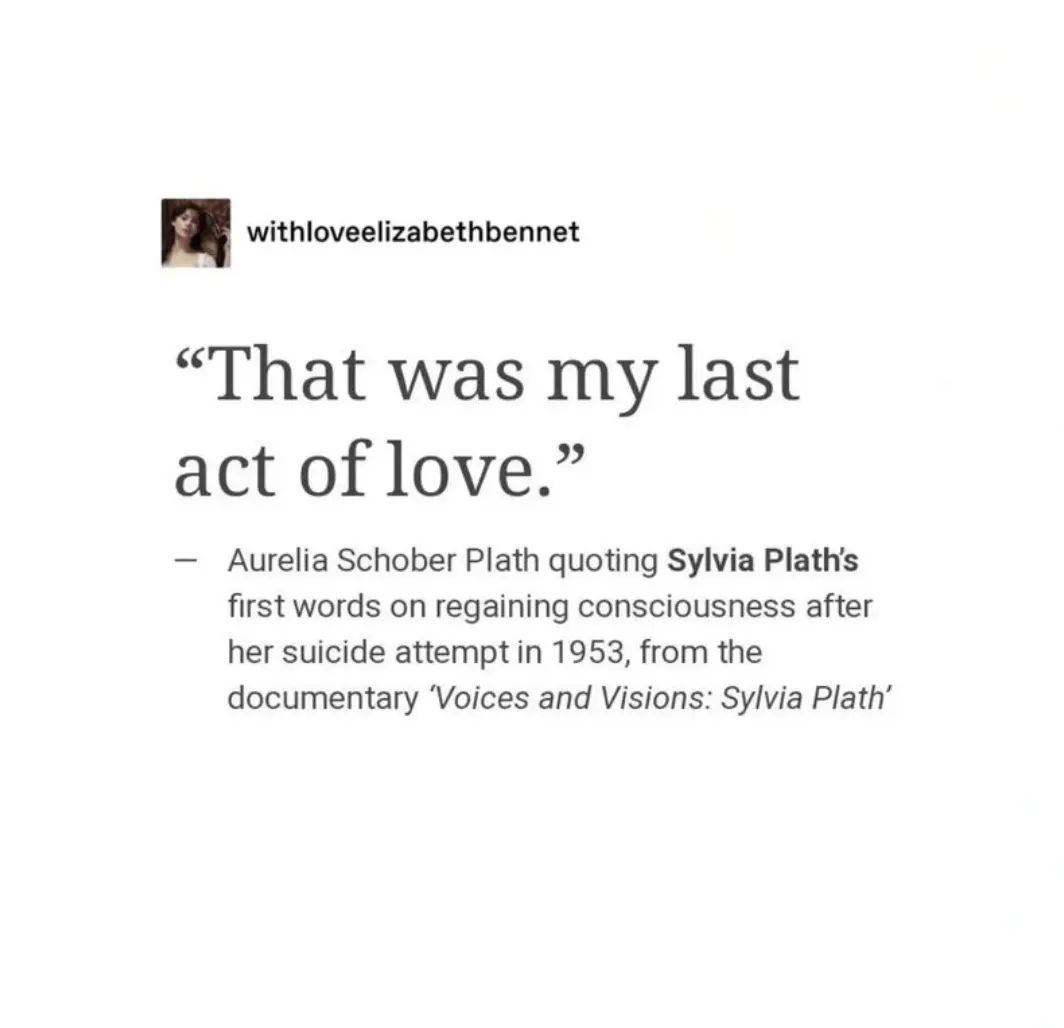 withloveelizabethbennet
“That was my last
act of love.”
— Aurelia Schober Plath quoting Sylvia Plath's
first words on regaining consciousness after
her suicide attempt in 1953, from the
documentary ‘Voices and Visions: Sylvia Plath’